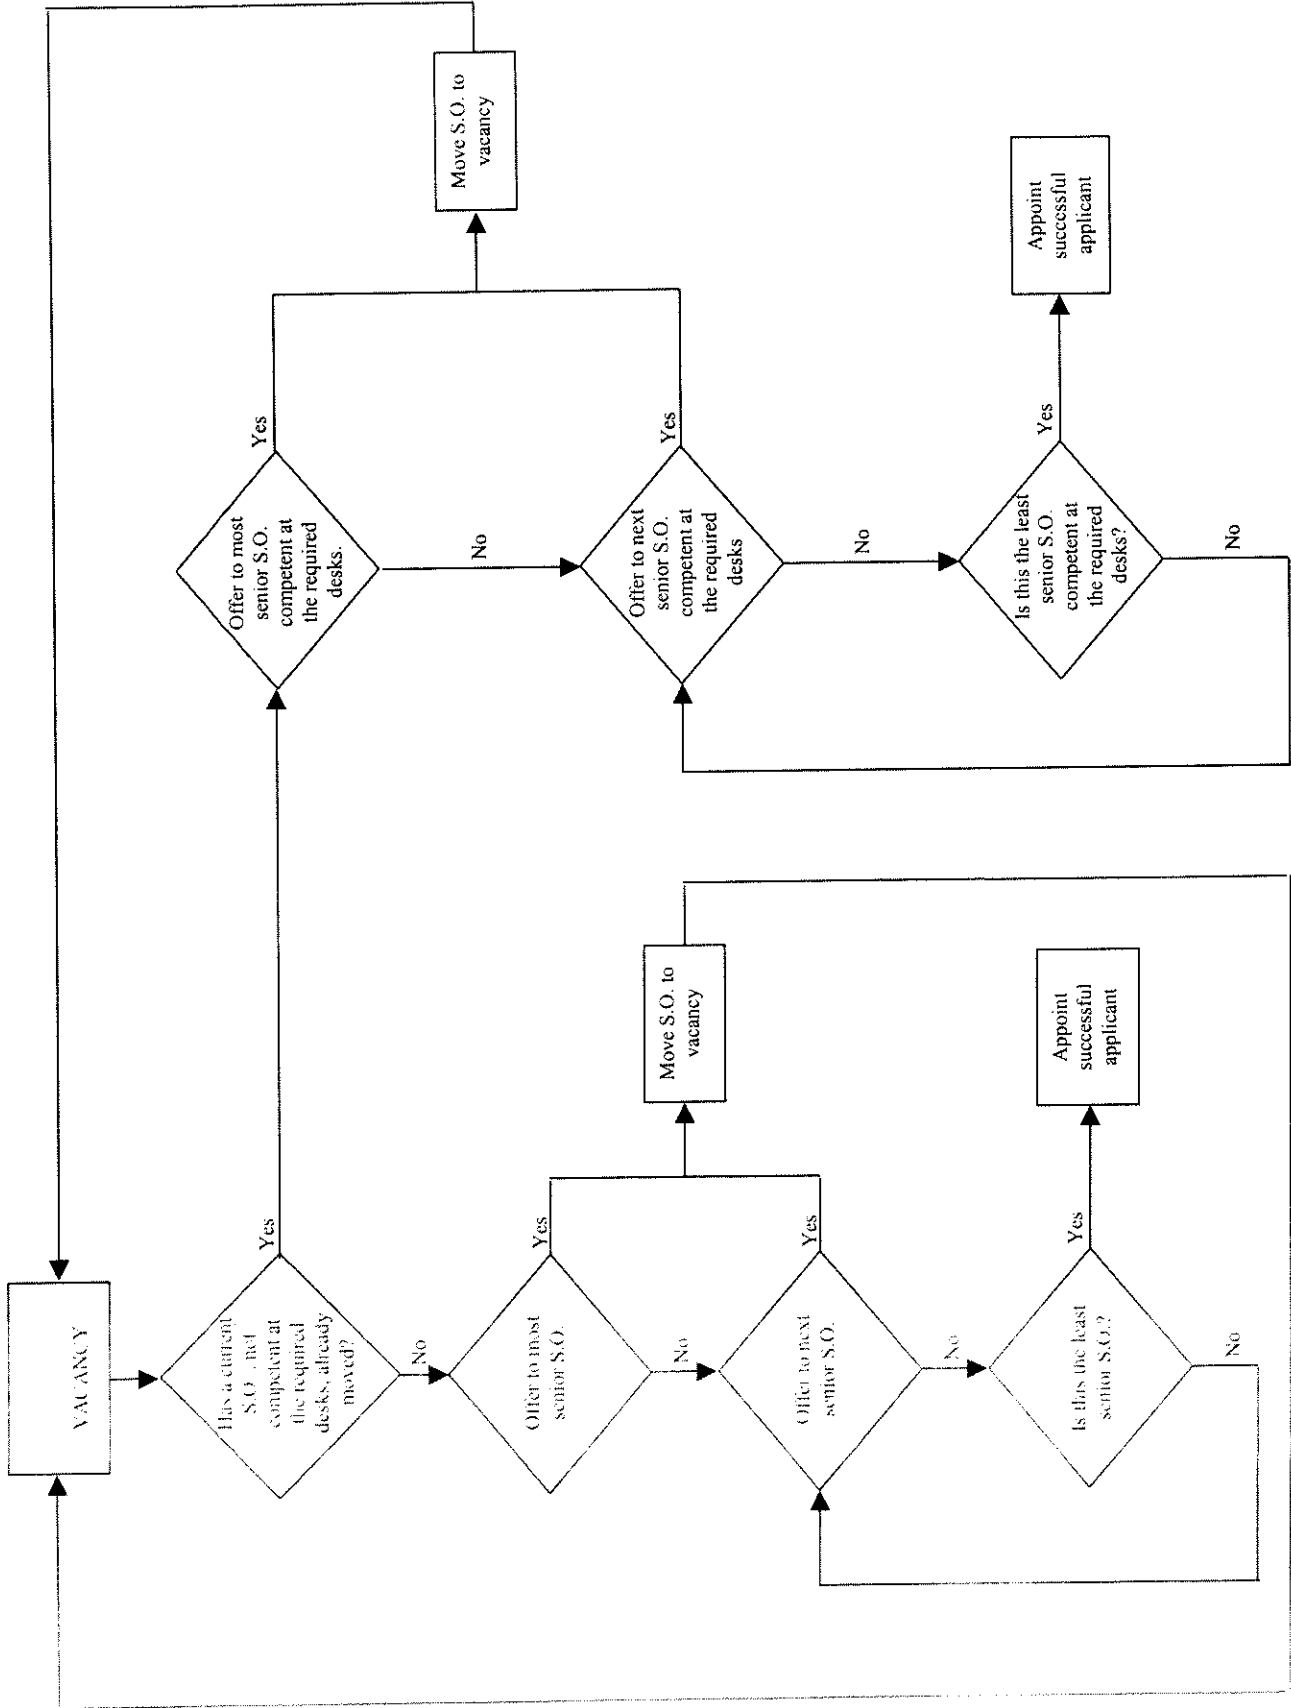 VACANCY
Has a current
S.O., not
competent at
the required
desks, already
moved?
Yes
No
Offer to most
senior S.O.
Yes
No
Offer to next
senior S.O.
Yes
No
Is this the least
senior S.O.?
Yes
No
Move S.O. to
vacancy
Appoint
successful
applicant
Offer to most
senior S.O.
competent at
the required
desks.
Yes
No
Offer to next
senior S.O.
competent at
the required
desks
Yes
No
Is this the least
senior S.O.
competent at
the required
desks?
Yes
No
Move S.O. to
vacancy
Appoint
successful
applicant